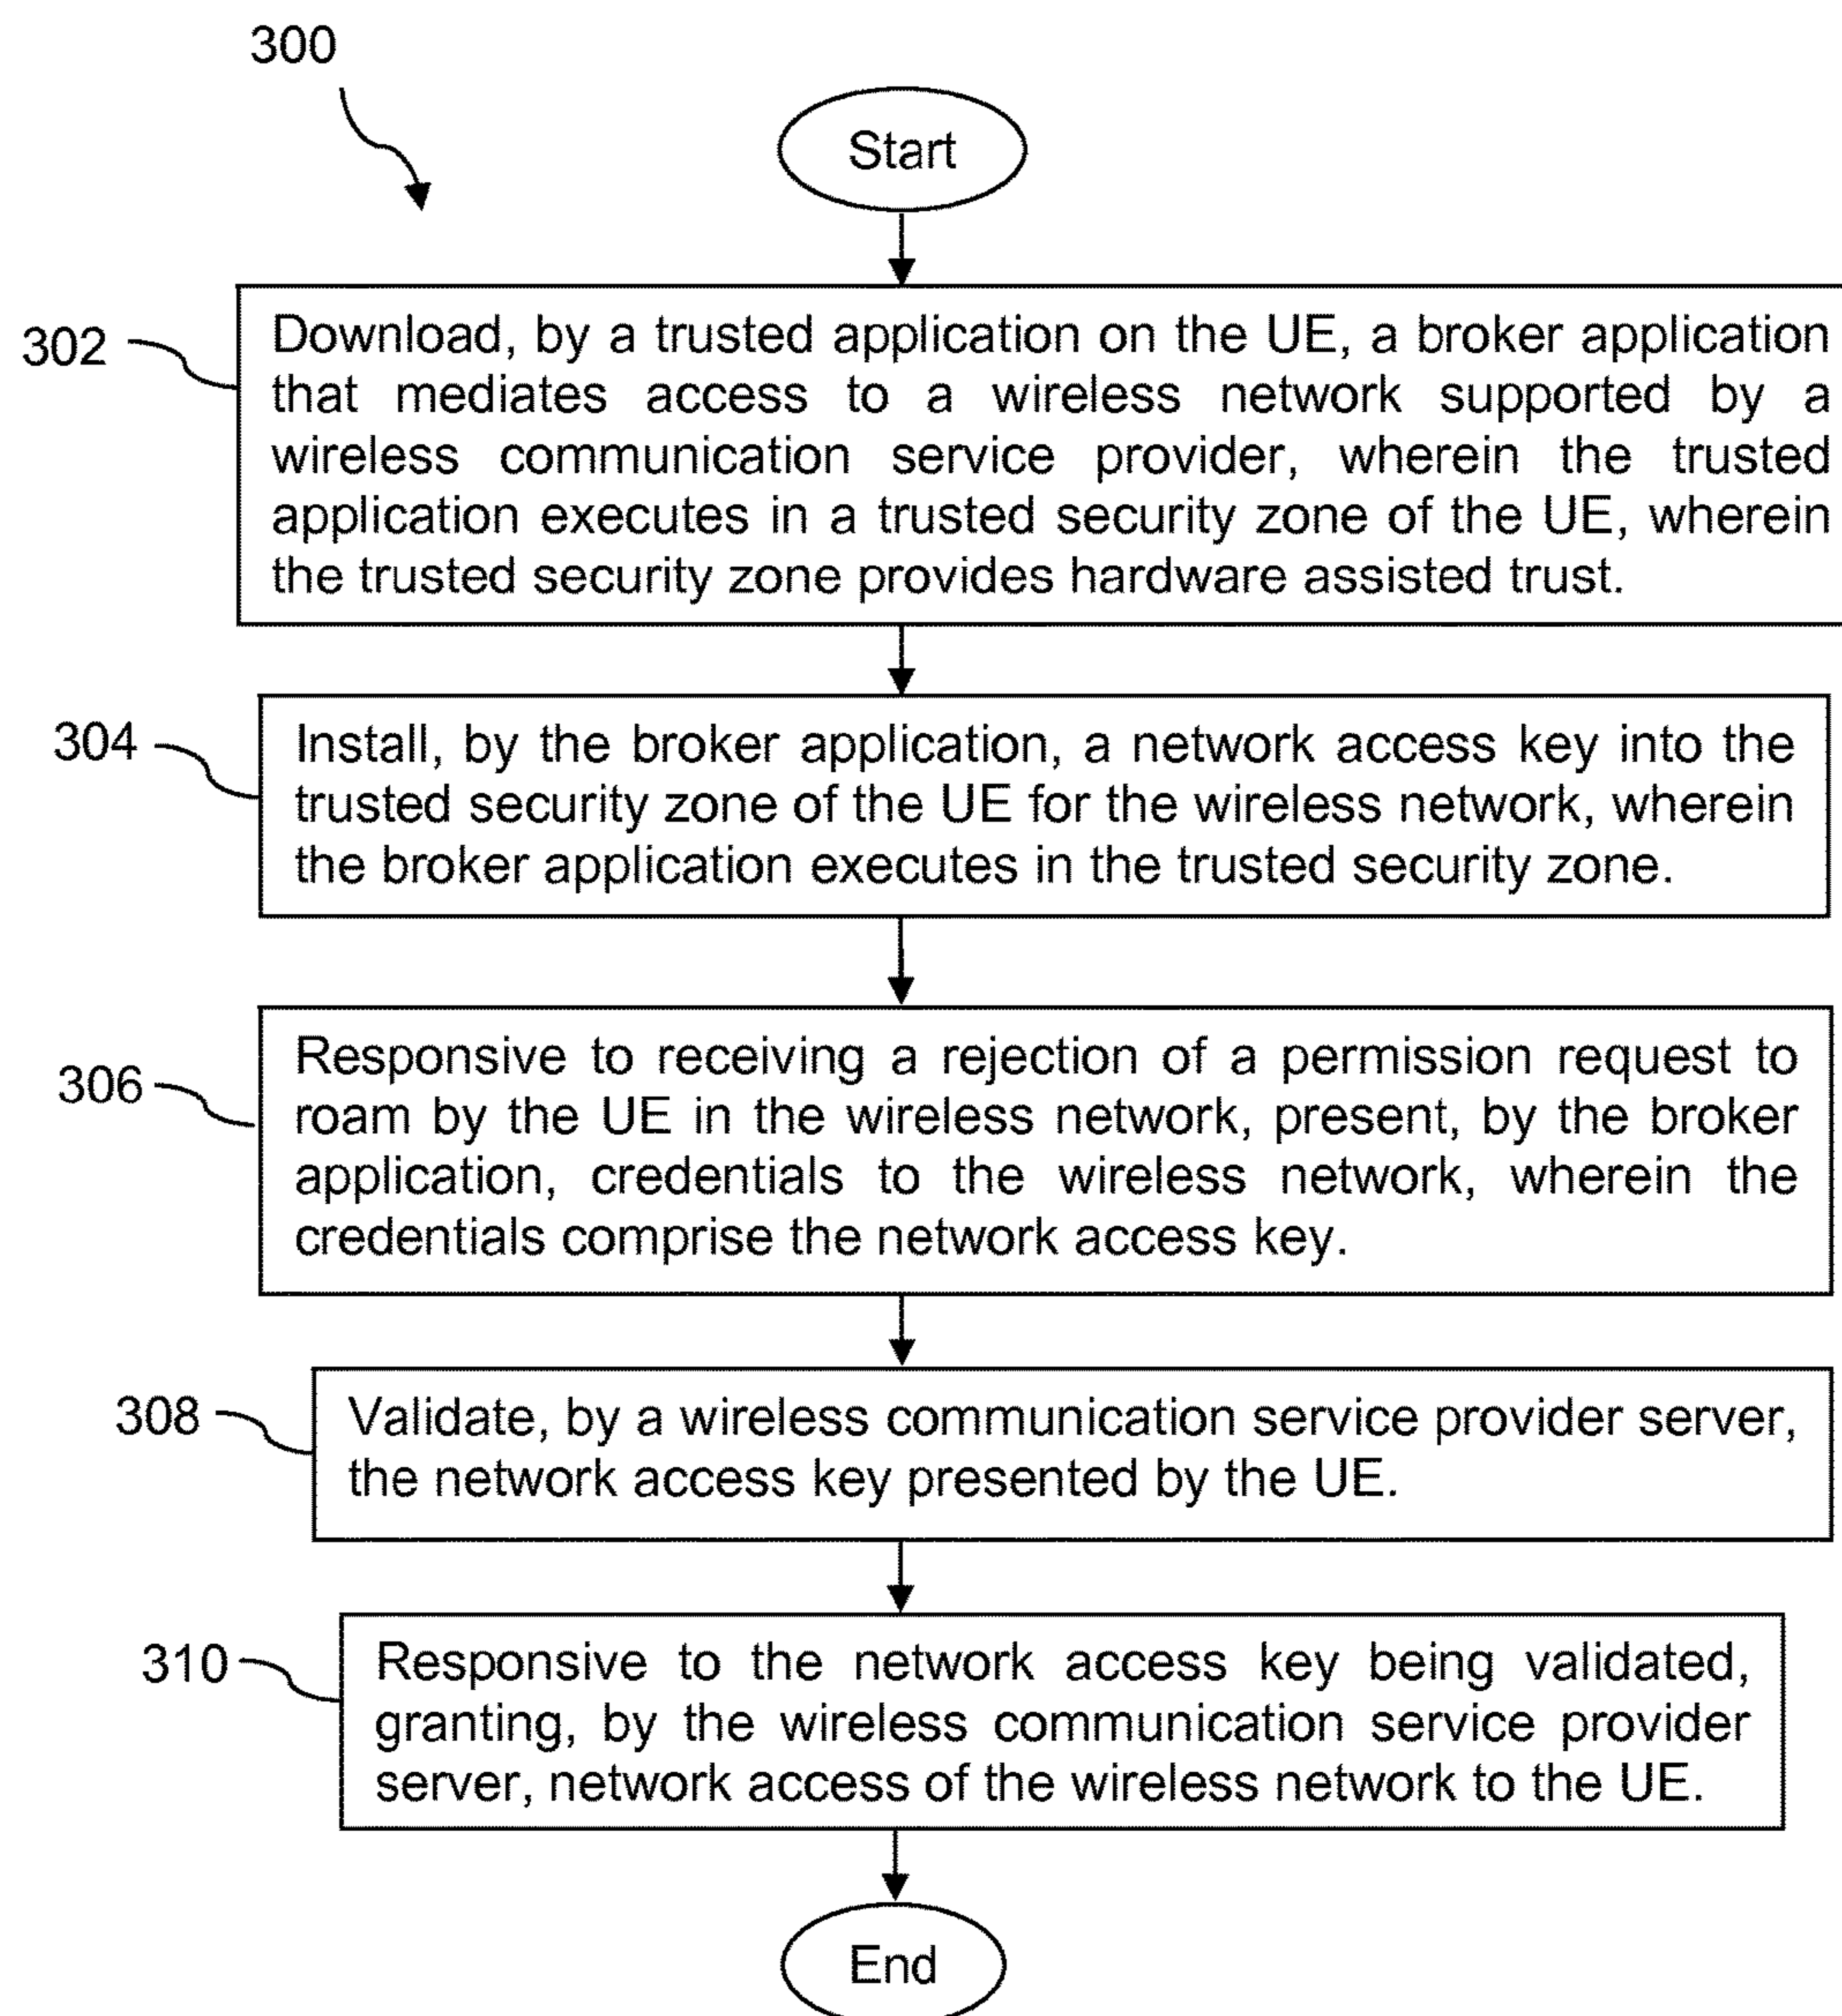 300
Start
302
Download, by a trusted application on the UE, a broker application
that mediates access to a wireless network supported by a
wireless communication service provider, wherein the trusted
application executes in a trusted security zone of the UE, wherein
the trusted security zone provides hardware assisted trust.
304
Install, by the broker application, a network access key into the
trusted security zone of the UE for the wireless network, wherein
the broker application executes in the trusted security zone.
306
Responsive to receiving a rejection of a permission request to
roam by the UE in the wireless network, present, by the broker
application, credentials to the wireless network, wherein the
credentials comprise the network access key.
308
Validate, by a wireless communication service provider server,
the network access key presented by the UE.
310
Responsive to the network access key being validated,
granting, by the wireless communication service provider
server, network access of the wireless network to the UE.
End